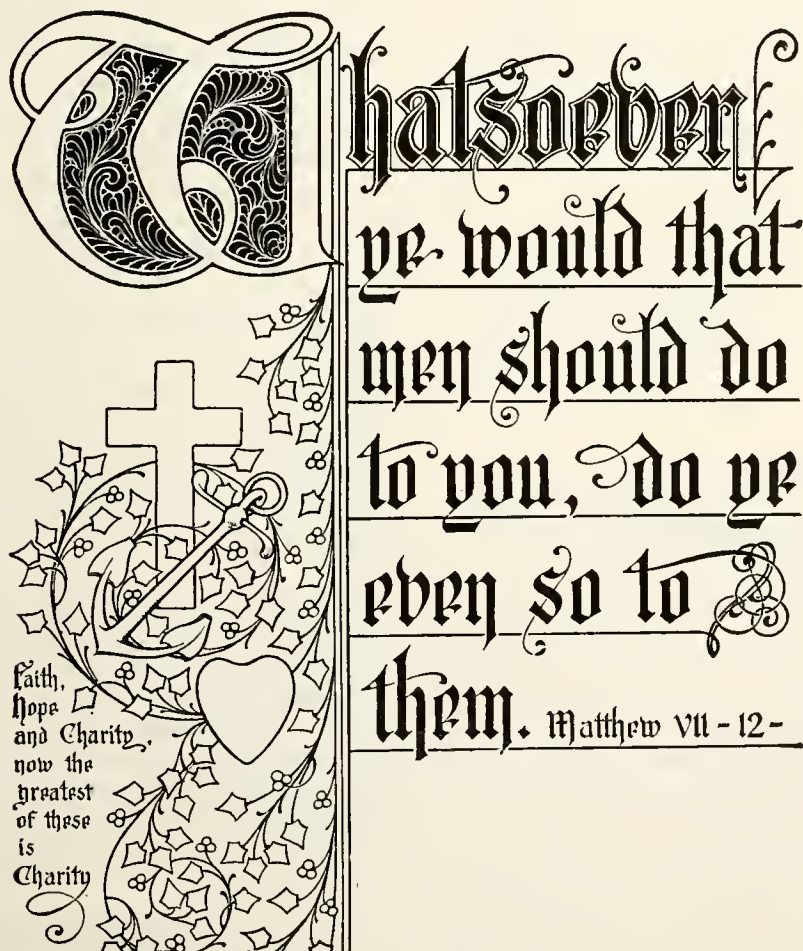 Whatsoever
ye would that
men should do
to you, do ye
even so to
them. Matthew VII - 12 -
Faith,
Hope
and Charity,
now the
greatest
of these
is
Charity